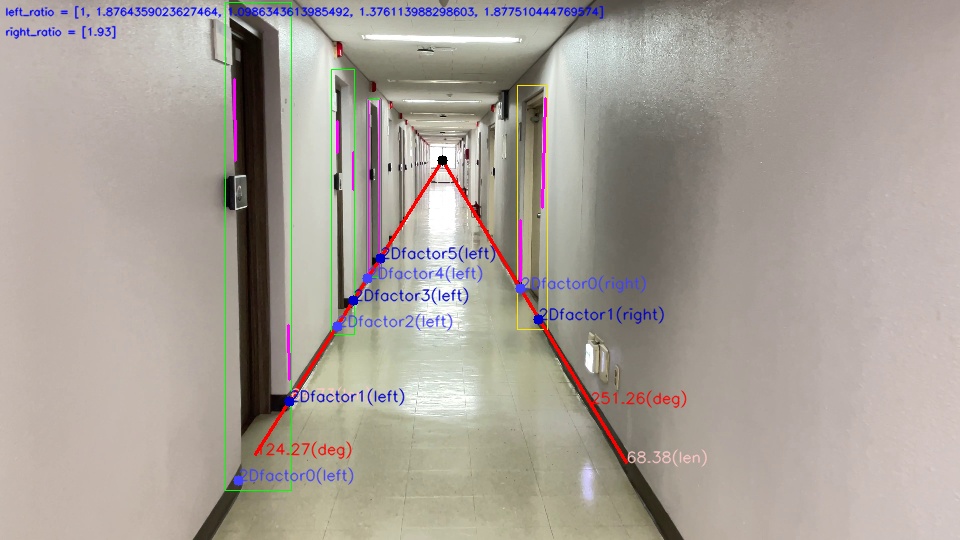 left_ratio = [1, 1.8764359023627464, 1.0986343613985492, 1.376113988298603, 1.877510444769574]
right_ratio = [1.93]
2Dfactor5(left)
2Dfactor4(left)
2Dfactor0(right)
2Dfactor3(left)
2Dfactor1(right)
2Dfactor2(left)
2Dfactor1(left)
251.26(deg)
124.27(deg)
68.38(len)
2Dfactor0(left)